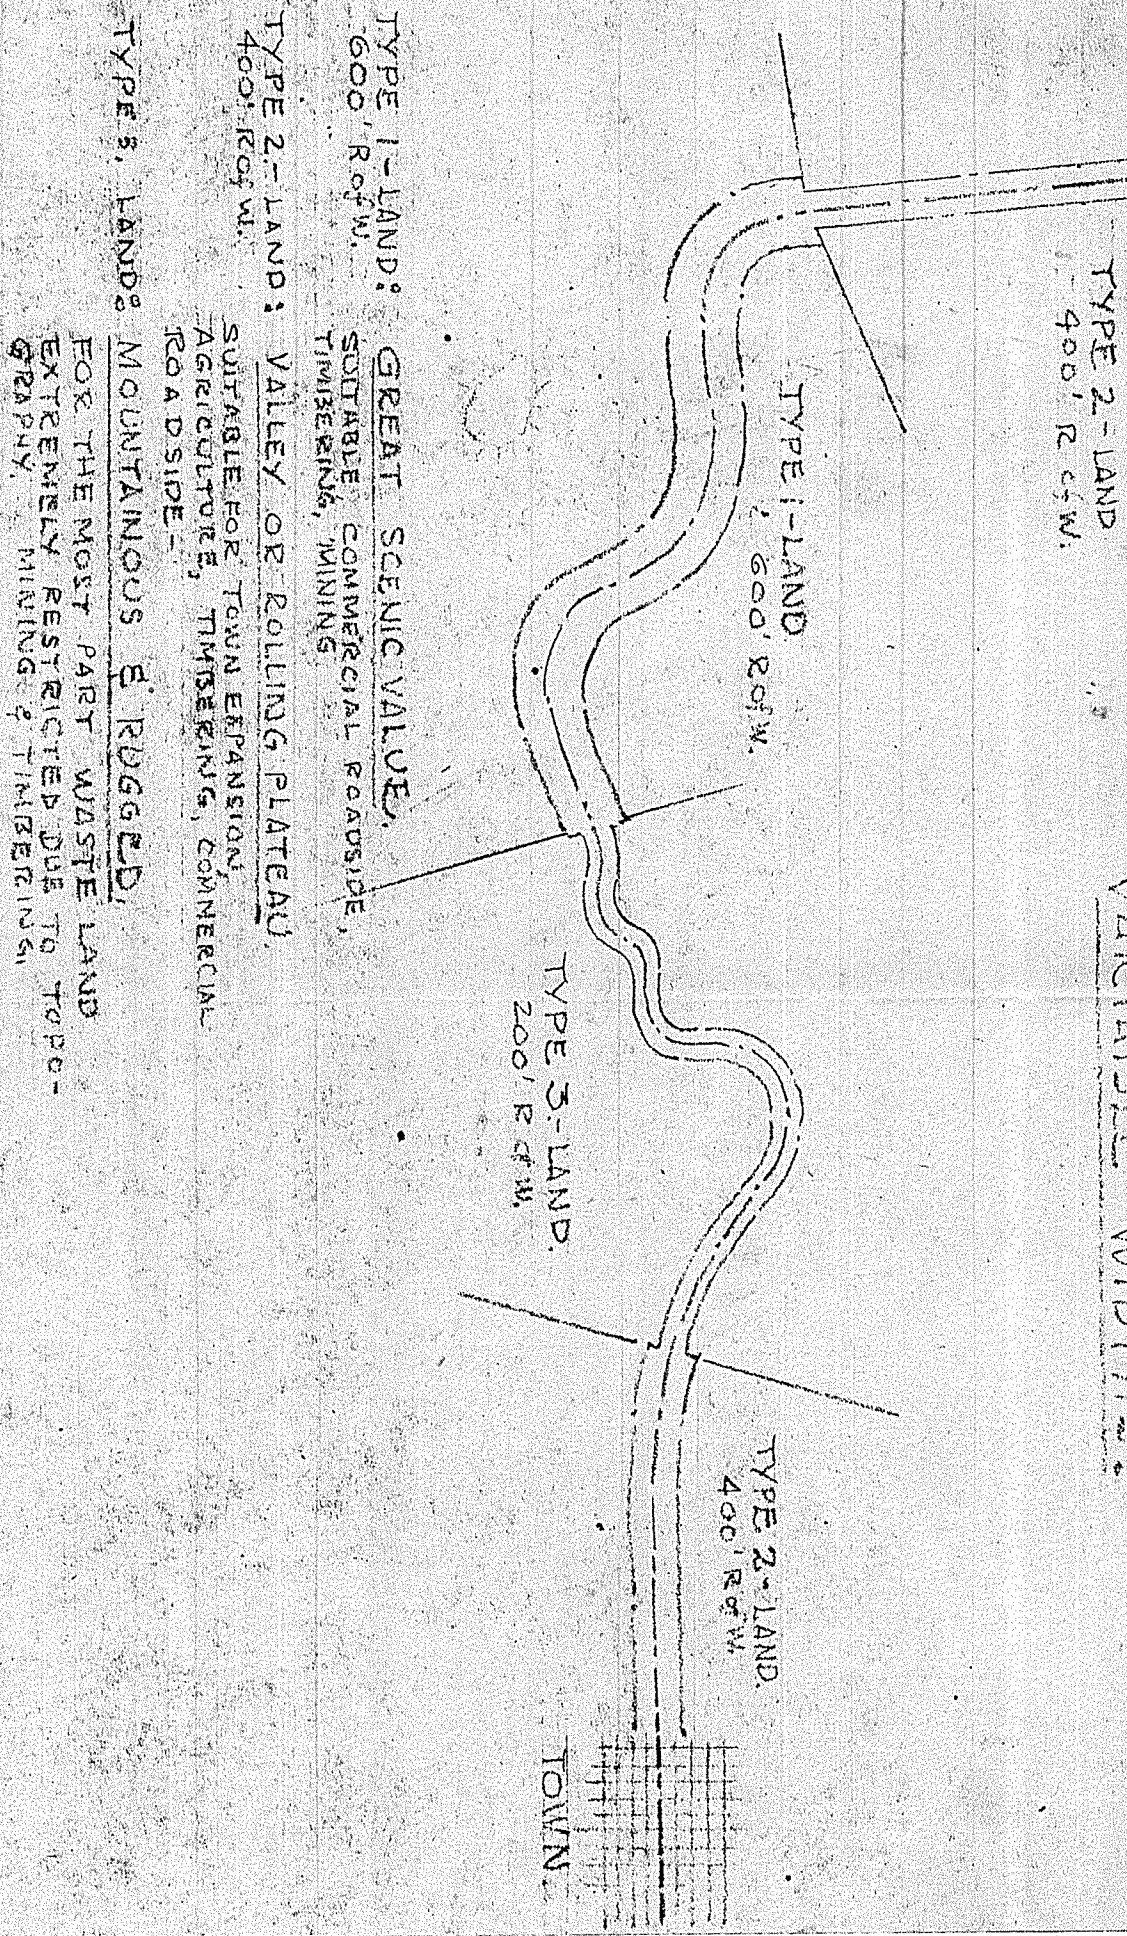 VARIABLE WIDTHS.
TYPE 2-LAND
400' R of W.
TYPE 1-LAND
600' R of W.
TYPE 3.-LAND.
200' R of W.
TYPE 2-LAND.
400' R of W.
TOWN.
TYPE 1-LAND: GREAT SCENIC VALUE.
600' R of W. SUITABLE COMMERCIAL ROADSIDE,
TIMBERING, MINING
TYPE 2.-LAND: VALLEY OR ROLLING PLATEAU.
400' R of W. SUITABLE FOR TOWN EXPANSION,
AGRICULTURE, TIMBERING, COMMERCIAL
ROADSIDE-
TYPE 3. LAND: MOUNTAINOUS & RUGGED,
FOR THE MOST PART WASTE LAND
EXTREMELY RESTRICTED DUE TO TOPO-
GRAPHY. MINING & TIMBERING,